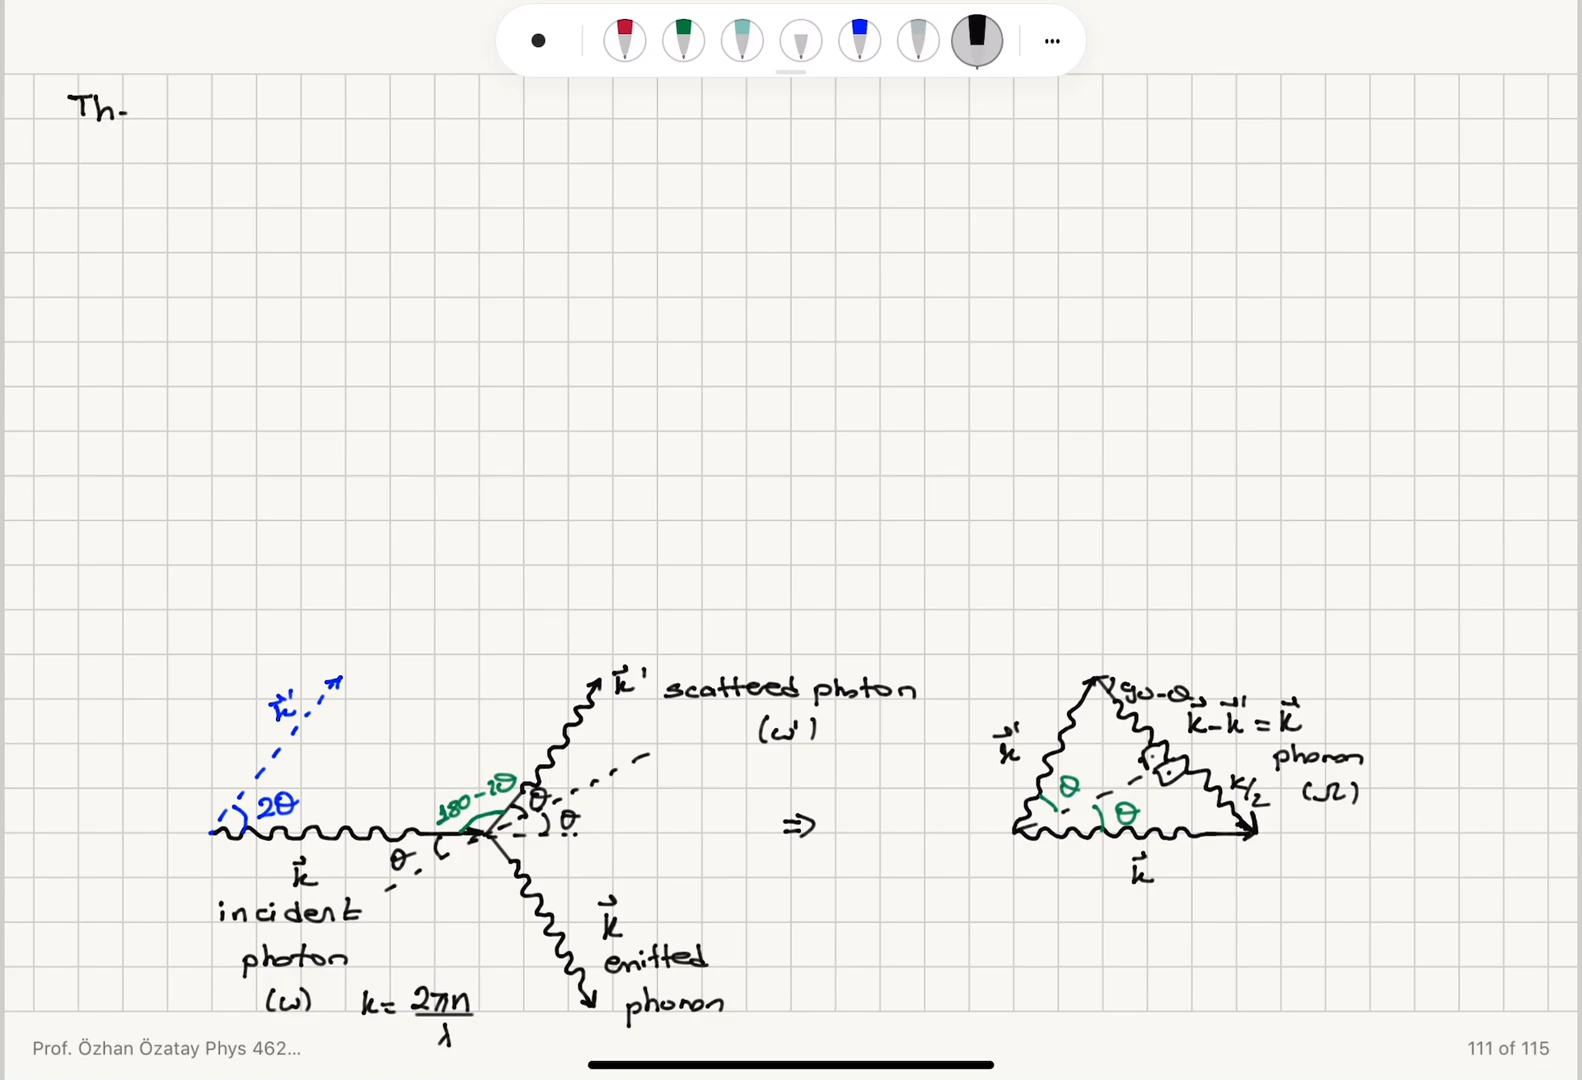 Th-
k⃗'
2θ
k⃗
incident
photon
(ω)
k = 2πn/λ
180-2θ
θ
θ
θ
k⃗' scatteed photon
(ω')
k⃗
emitted
phonon
⇒
k⃗'
θ
θ
90-θ
k⃗-k⃗' = K⃗
phonon
(Ω)
K/2
k⃗
Prof. Özhan Özatay Phys 462...
111 of 115